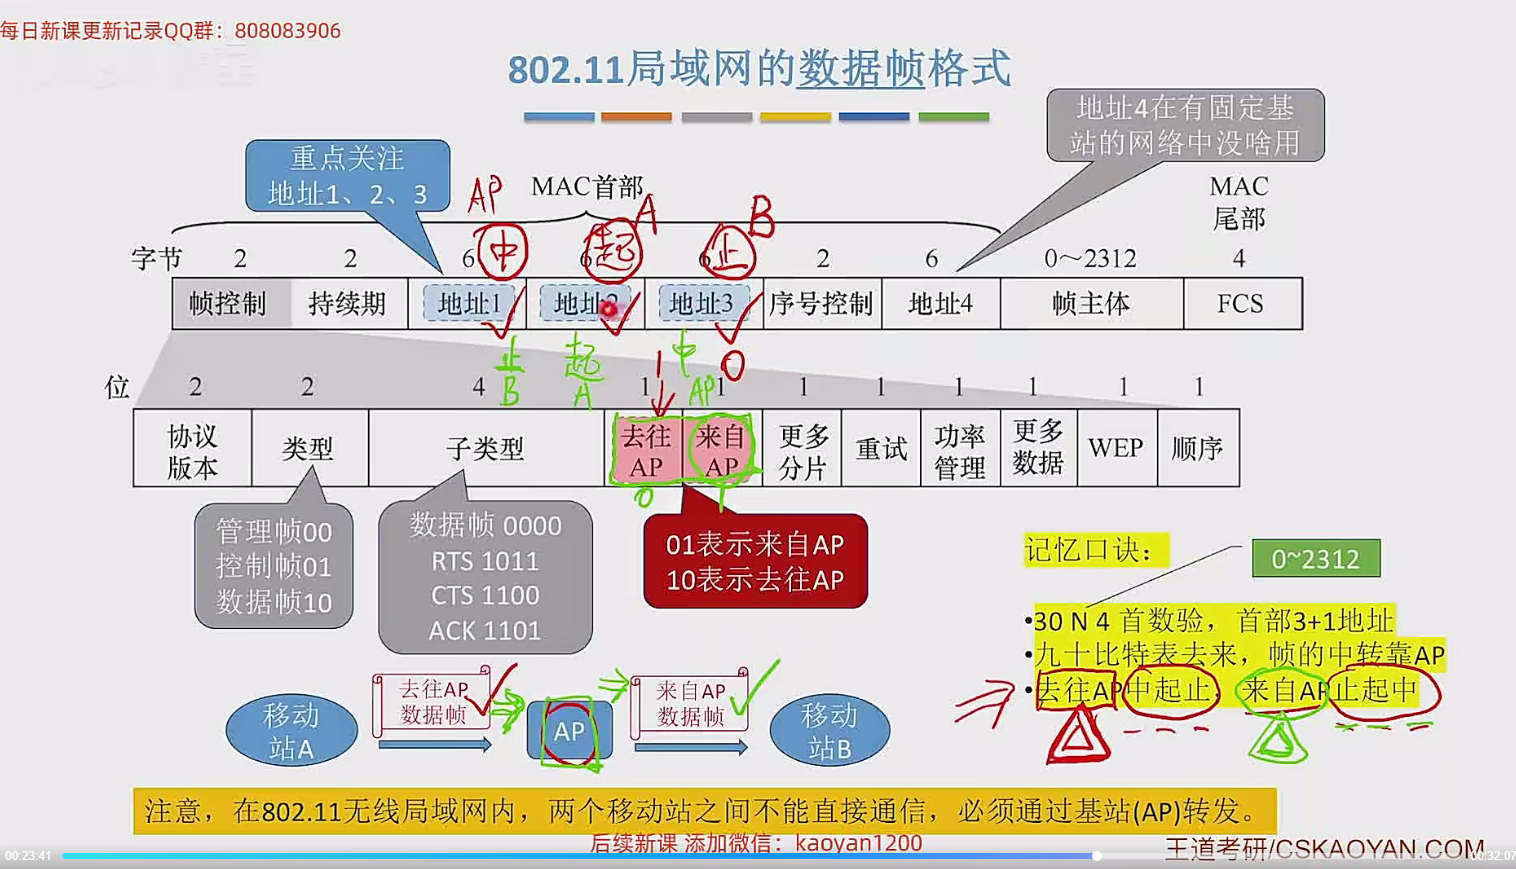 每日新课更新记录QQ群：808083906
802.11局域网的数据帧格式
地址4在有固定基
站的网络中没啥用
重点关注
地址1、2、3
AP
MAC首部
A
B
MAC
尾部
字节 2 2 6 中 6 起 6 止 2 6 0～2312 4
帧控制 持续期 地址1 地址2 地址3 序号控制 地址4 帧主体 FCS
止 起 1 中 0
B A AP
位 2 2 4 1 1 1 1 1 1 1 1
协议版本 类型 子类型 去往AP 来自AP 更多分片 重试 功率管理 更多数据 WEP 顺序
0 1
管理帧00
控制帧01
数据帧10
数据帧 0000
RTS 1011
CTS 1100
ACK 1101
01表示来自AP
10表示去往AP
记忆口诀：
0~2312
•30 N 4 首数验，首部3+1地址
•九十比特表去来，帧的中转靠AP
•去往AP中起止，来自AP止起中
移动
站A
去往AP
数据帧
AP
来自AP
数据帧
移动
站B
注意，在802.11无线局域网内，两个移动站之间不能直接通信，必须通过基站(AP)转发。
后续新课 添加微信：kaoyan1200
王道考研/CSKAOYAN.COM
00:23:41
00:32:07